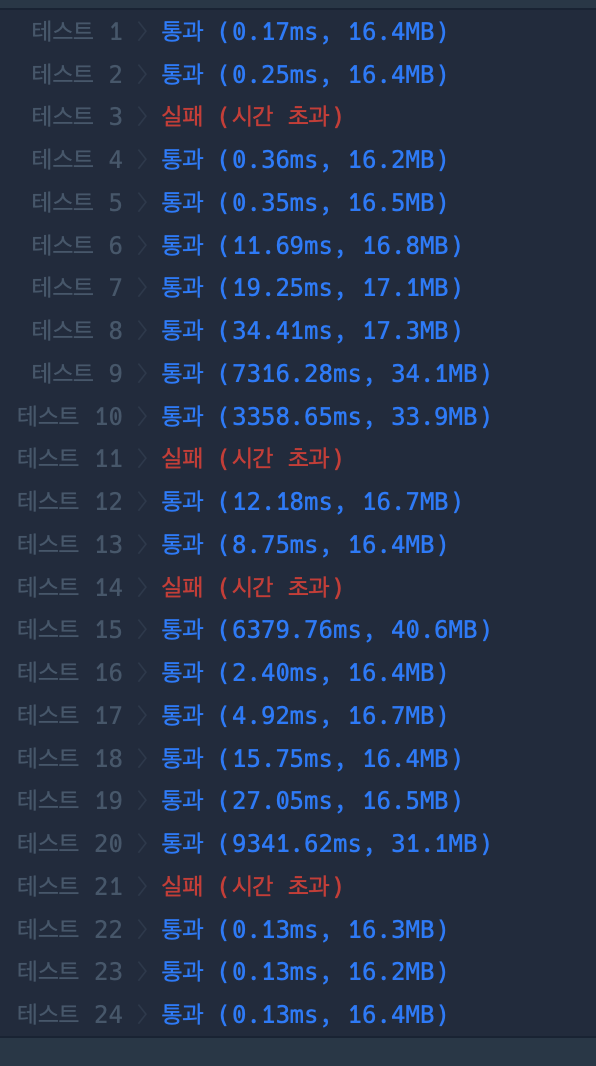 테스트 1 > 통과 (0.17ms, 16.4MB)
테스트 2 > 통과 (0.25ms, 16.4MB)
테스트 3 > 실패 (시간 초과)
테스트 4 > 통과 (0.36ms, 16.2MB)
테스트 5 > 통과 (0.35ms, 16.5MB)
테스트 6 > 통과 (11.69ms, 16.8MB)
테스트 7 > 통과 (19.25ms, 17.1MB)
테스트 8 > 통과 (34.41ms, 17.3MB)
테스트 9 > 통과 (7316.28ms, 34.1MB)
테스트 10 > 통과 (3358.65ms, 33.9MB)
테스트 11 > 실패 (시간 초과)
테스트 12 > 통과 (12.18ms, 16.7MB)
테스트 13 > 통과 (8.75ms, 16.4MB)
테스트 14 > 실패 (시간 초과)
테스트 15 > 통과 (6379.76ms, 40.6MB)
테스트 16 > 통과 (2.40ms, 16.4MB)
테스트 17 > 통과 (4.92ms, 16.7MB)
테스트 18 > 통과 (15.75ms, 16.4MB)
테스트 19 > 통과 (27.05ms, 16.5MB)
테스트 20 > 통과 (9341.62ms, 31.1MB)
테스트 21 > 실패 (시간 초과)
테스트 22 > 통과 (0.13ms, 16.3MB)
테스트 23 > 통과 (0.13ms, 16.2MB)
테스트 24 > 통과 (0.13ms, 16.4MB)